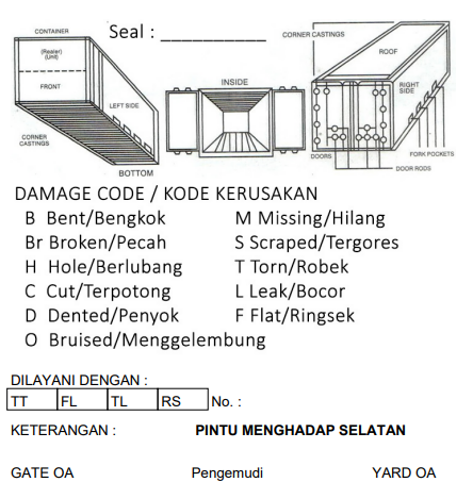 CONTAINER
Seal : ____________
CORNER CASTINGS
(Reefer)
(Unit)
FRONT
LEFT SIDE
CORNER
CASTINGS
BOTTOM
INSIDE
ROOF
RIGHT
SIDE
DOORS
FORK POCKETS
DOOR RODS
DAMAGE CODE / KODE KERUSAKAN
B Bent/Bengkok
M Missing/Hilang
Br Broken/Pecah
S Scraped/Tergores
H Hole/Berlubang
T Torn/Robek
C Cut/Terpotong
L Leak/Bocor
D Dented/Penyok
F Flat/Ringsek
O Bruised/Menggelembung
DILAYANI DENGAN :
TT FL TL RS No. :
KETERANGAN : PINTU MENGHADAP SELATAN
GATE OA Pengemudi YARD OA